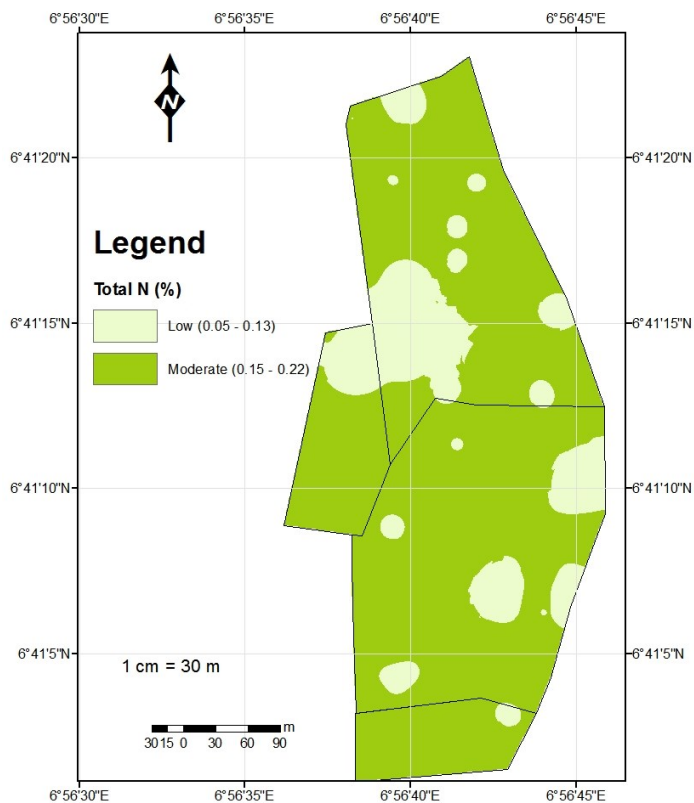 6°56'30"E 6°56'35"E 6°56'40"E 6°56'45"E
N
6°41'20"N 6°41'20"N
Legend
Total N (%)
Low (0.05 - 0.13)
6°41'15"N 6°41'15"N
Moderate (0.15 - 0.22)
6°41'10"N 6°41'10"N
6°41'5"N 6°41'5"N
1 cm = 30 m
30 15 0 30 60 90 m
6°56'30"E 6°56'35"E 6°56'40"E 6°56'45"E